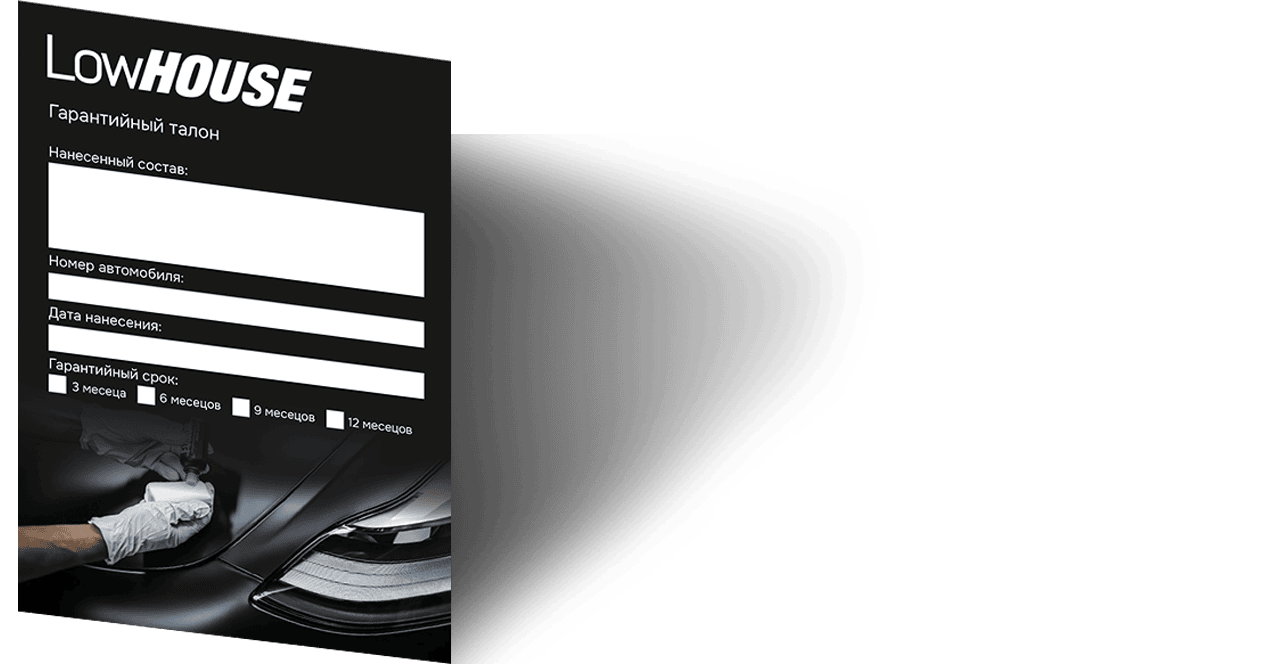 LowHOUSE
Гарантийный талон
Нанесенный состав:
Номер автомобиля:
Дата нанесения:
Гарантийный срок:
3 месеца 6 месецов 9 месецов 12 месецов